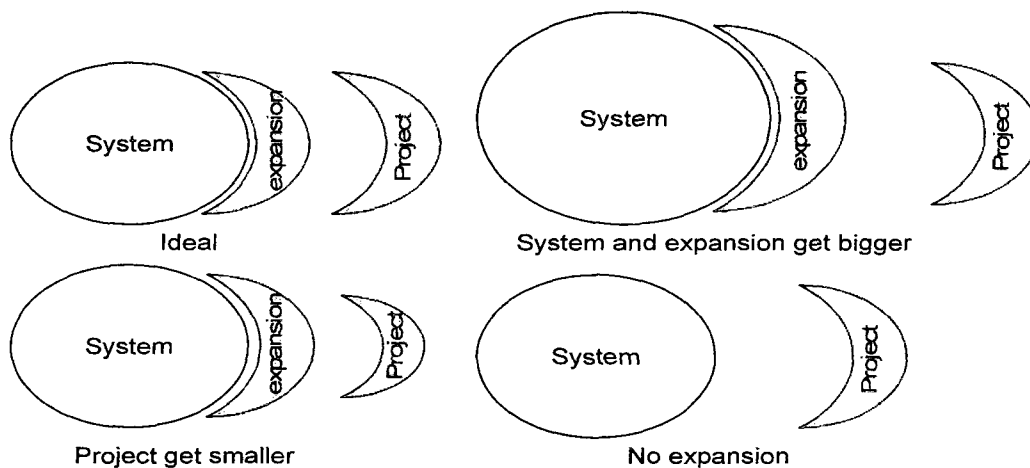 System
expansion
Project
Ideal
System
expansion
Project
System and expansion get bigger
System
expansion
Project
Project get smaller
System
Project
No expansion